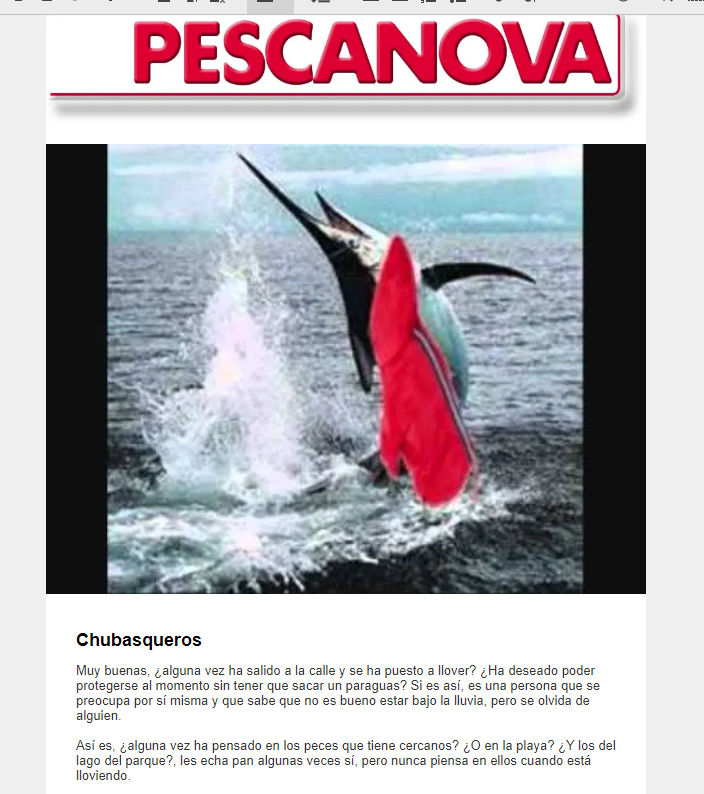 PESCANOVA
Chubasqueros
Muy buenas, ¿alguna vez ha salido a la calle y se ha puesto a llover? ¿Ha deseado poder
protegerse al momento sin tener que sacar un paraguas? Si es así, es una persona que se
preocupa por sí misma y que sabe que no es bueno estar bajo la lluvia, pero se olvida de
alguien.
Así es, ¿alguna vez ha pensado en los peces que tiene cercanos? ¿O en la playa? ¿Y los del
lago del parque?, les echa pan algunas veces sí, pero nunca piensa en ellos cuando está
lloviendo.